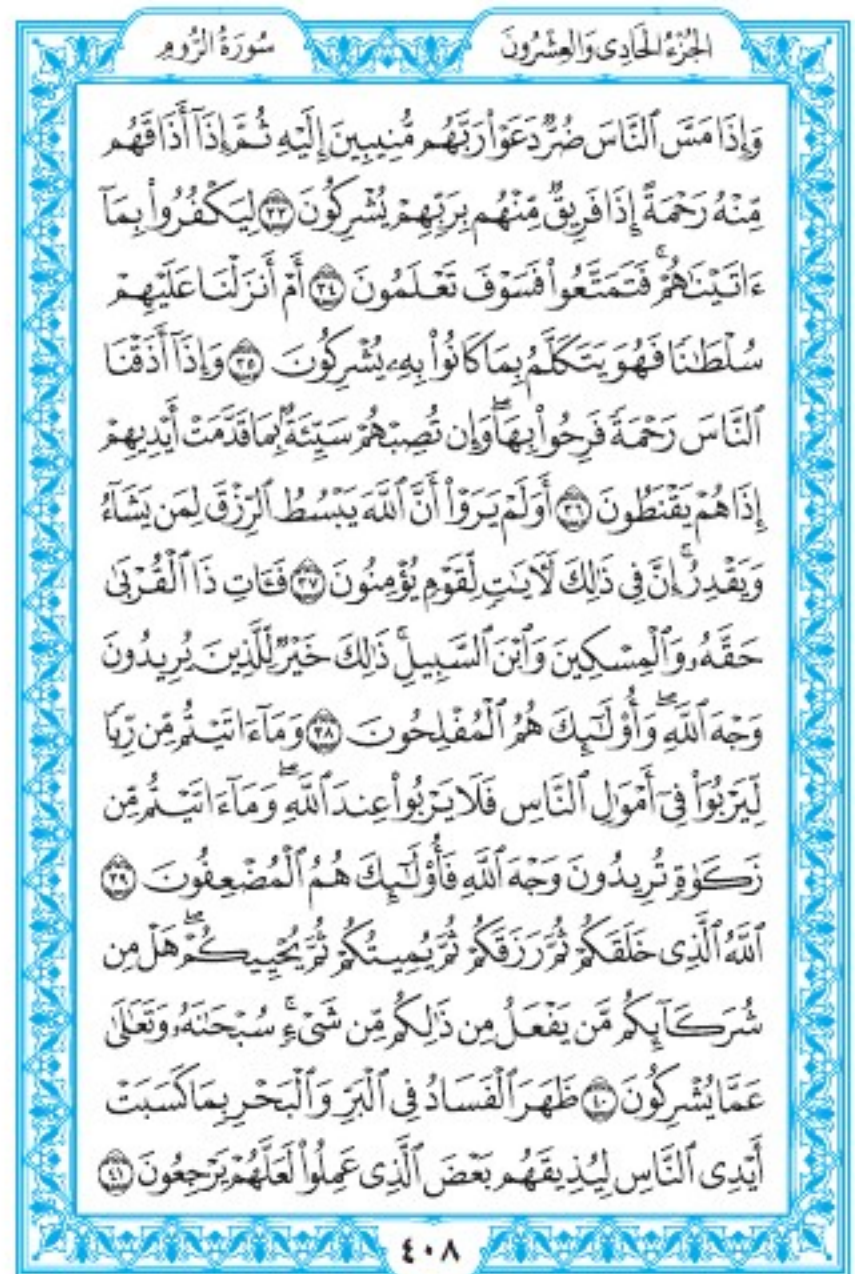 الجُزْءُ الحَادِى وَالعِشْرُونَ
سُورَةُ الرُّومِ
وَإِذَا مَسَّ ٱلنَّاسَ ضُرٌّ دَعَوْا۟ رَبَّهُم مُّنِيبِينَ إِلَيْهِ ثُمَّ إِذَآ أَذَاقَهُم
مِّنْهُ رَحْمَةً إِذَا فَرِيقٌ مِّنْهُم بِرَبِّهِمْ يُشْرِكُونَ ٣٣ لِيَكْفُرُوا۟ بِمَآ
ءَاتَيْنَٰهُمْ ۚ فَتَمَتَّعُوا۟ فَسَوْفَ تَعْلَمُونَ ٣٤ أَمْ أَنزَلْنَا عَلَيْهِمْ
سُلْطَٰنًا فَهُوَ يَتَكَلَّمُ بِمَا كَانُوا۟ بِهِۦ يُشْرِكُونَ ٣٥ وَإِذَآ أَذَقْنَا
ٱلنَّاسَ رَحْمَةً فَرِحُوا۟ بِهَا ۖ وَإِن تُصِبْهُمْ سَيِّئَةٌۢ بِمَا قَدَّمَتْ أَيْدِيهِمْ
إِذَا هُمْ يَقْنَطُونَ ٣٦ أَوَلَمْ يَرَوْا۟ أَنَّ ٱللَّهَ يَبْسُطُ ٱلرِّزْقَ لِمَن يَشَآءُ
وَيَقْدِرُ ۚ إِنَّ فِى ذَٰلِكَ لَءَايَٰتٍ لِّقَوْمٍ يُؤْمِنُونَ ٣٧ فَـَٔاتِ ذَا ٱلْقُرْبَىٰ
حَقَّهُۥ وَٱلْمِسْكِينَ وَٱبْنَ ٱلسَّبِيلِ ۚ ذَٰلِكَ خَيْرٌ لِّلَّذِينَ يُرِيدُونَ
وَجْهَ ٱللَّهِ ۖ وَأُو۟لَٰٓئِكَ هُمُ ٱلْمُفْلِحُونَ ٣٨ وَمَآ ءَاتَيْتُم مِّن رِّبًا
لِّيَرْبُوَا۟ فِىٓ أَمْوَٰلِ ٱلنَّاسِ فَلَا يَرْبُوا۟ عِندَ ٱللَّهِ ۖ وَمَآ ءَاتَيْتُم مِّن
زَكَوٰةٍ تُرِيدُونَ وَجْهَ ٱللَّهِ فَأُو۟لَٰٓئِكَ هُمُ ٱلْمُضْعِفُونَ ٣٩
ٱللَّهُ ٱلَّذِى خَلَقَكُمْ ثُمَّ رَزَقَكُمْ ثُمَّ يُمِيتُكُمْ ثُمَّ يُحْيِيكُمْ ۖ هَلْ مِن
شُرَكَآئِكُم مَّن يَفْعَلُ مِن ذَٰلِكُم مِّن شَىْءٍ ۚ سُبْحَٰنَهُۥ وَتَعَٰلَىٰ
عَمَّا يُشْرِكُونَ ٤٠ ظَهَرَ ٱلْفَسَادُ فِى ٱلْبَرِّ وَٱلْبَحْرِ بِمَا كَسَبَتْ
أَيْدِى ٱلنَّاسِ لِيُذِيقَهُم بَعْضَ ٱلَّذِى عَمِلُوا۟ لَعَلَّهُمْ يَرْجِعُونَ ٤١
٤٠٨